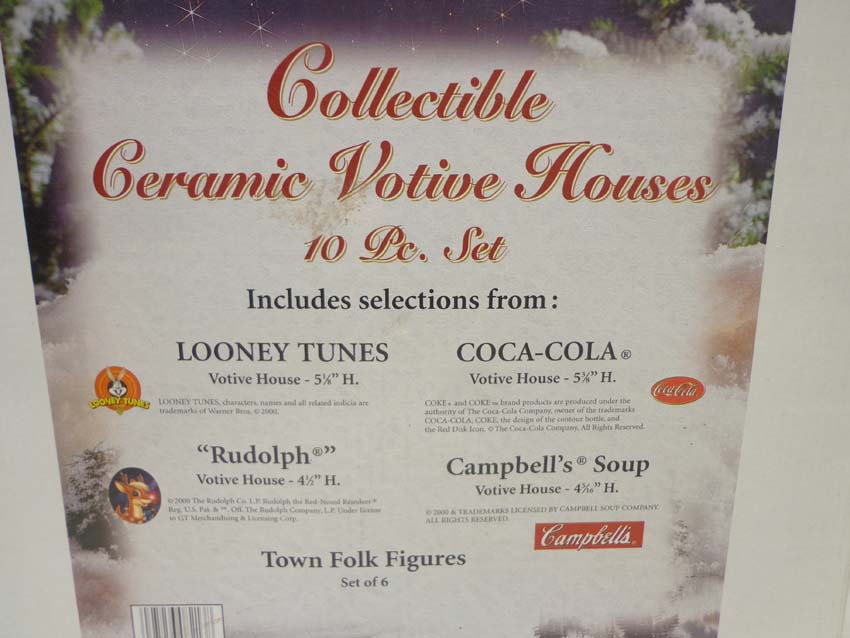 Collectible
Ceramic Votive Houses
10 Pc. Set
Includes selections from:
LOONEY TUNES
Votive House - 5⅛" H.
LOONEY TUNES
LOONEY TUNES, characters, names and all related indicia are
trademarks of Warner Bros. © 2000.
COCA-COLA®
Votive House - 5⅜" H.
Coca-Cola
COKE® and COKE™ brand products are produced under the
authority of The Coca-Cola Company, owner of the trademarks
COCA-COLA, COKE, the design of the contour bottle, and
the Red Disk Icon. © The Coca-Cola Company. All Rights Reserved.
"Rudolph®"
Votive House - 4½" H.
© 2000 The Rudolph Co. L.P. Rudolph the Red-Nosed Reindeer®
Reg. U.S. Pat. & ™. Off. The Rudolph Company, L.P. Under license
to GT Merchandising & Licensing Corp.
Campbell's® Soup
Votive House - 4³⁄₁₆" H.
© 2000 & TRADEMARKS LICENSED BY CAMPBELL SOUP COMPANY.
ALL RIGHTS RESERVED.
Campbell's®
Town Folk Figures
Set of 6